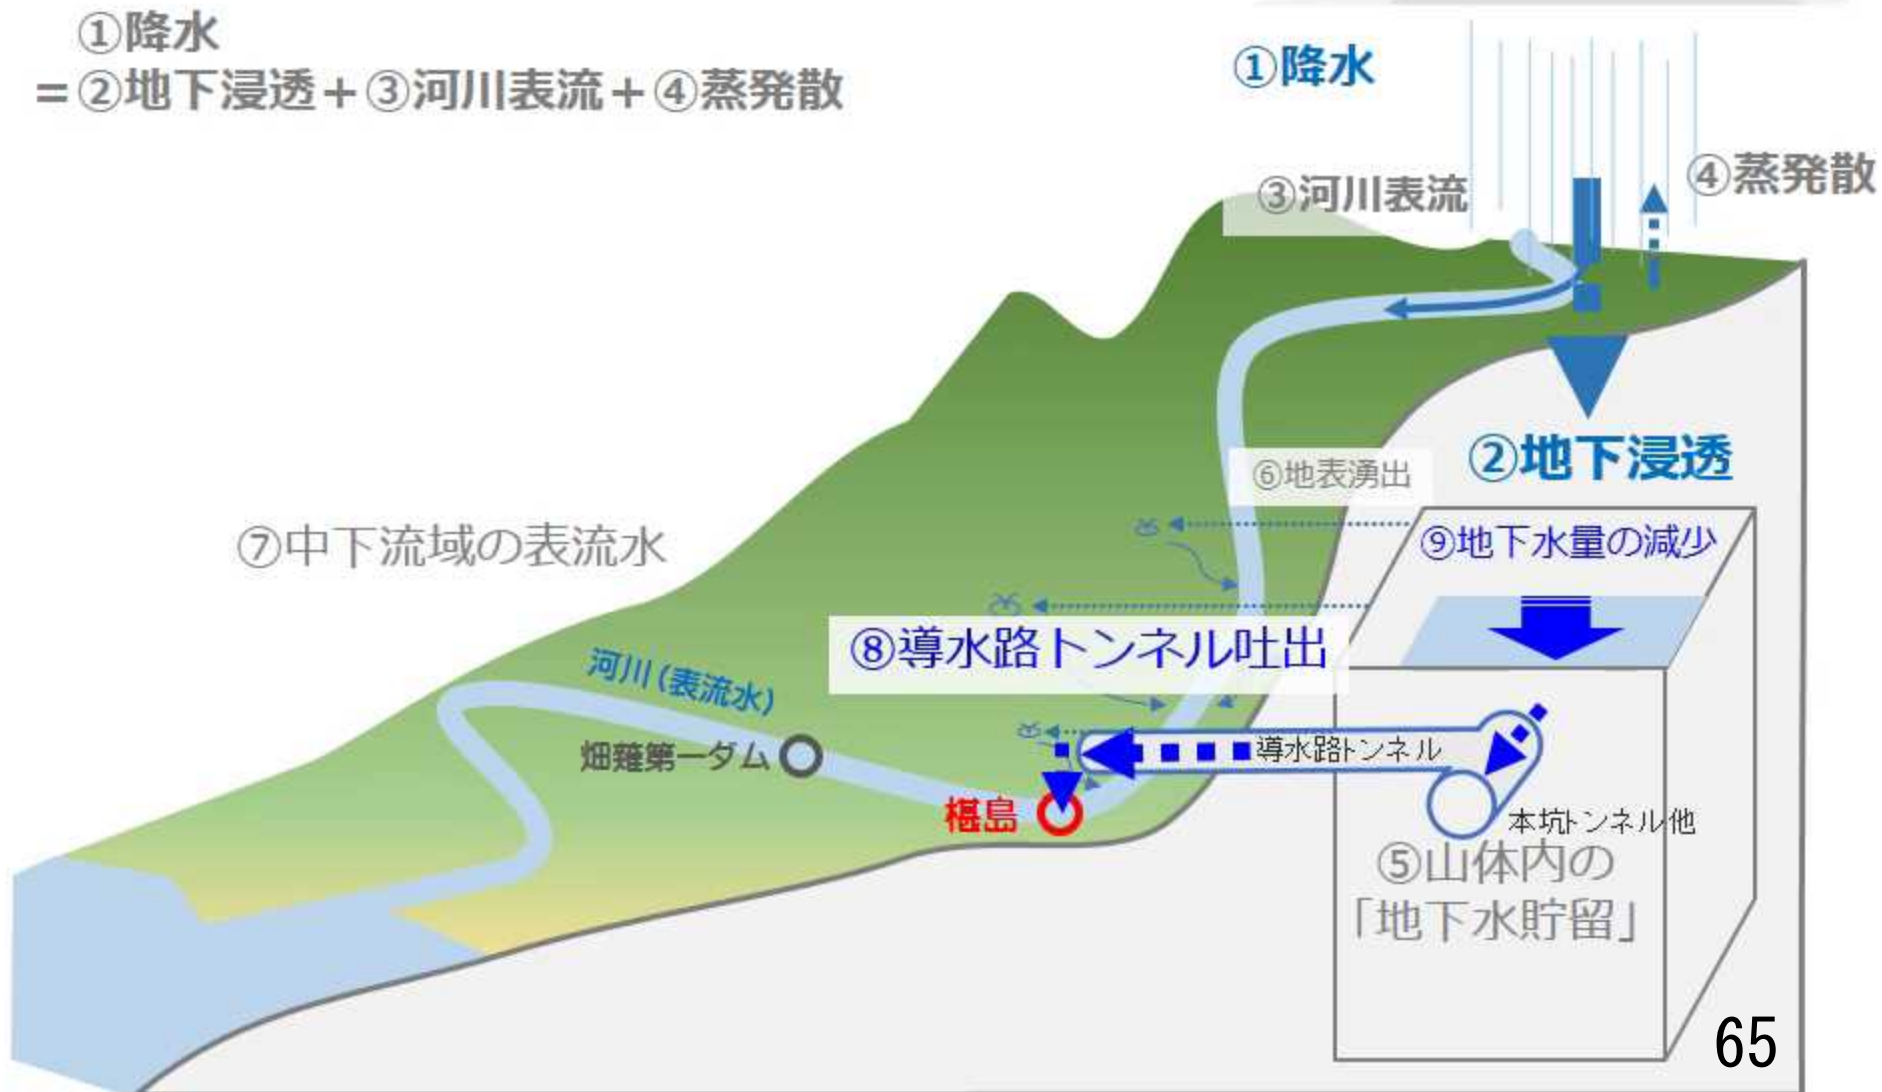 ①降水
=②地下浸透+③河川表流+④蒸発散
①降水
④蒸発散
③河川表流
②地下浸透
⑥地表湧出
⑨地下水量の減少
⑦中下流域の表流水
⑧導水路トンネル吐出
河川(表流水)
畑薙第一ダム
導水路トンネル
椹島
本坑トンネル他
⑤山体内の
「地下水貯留」
65